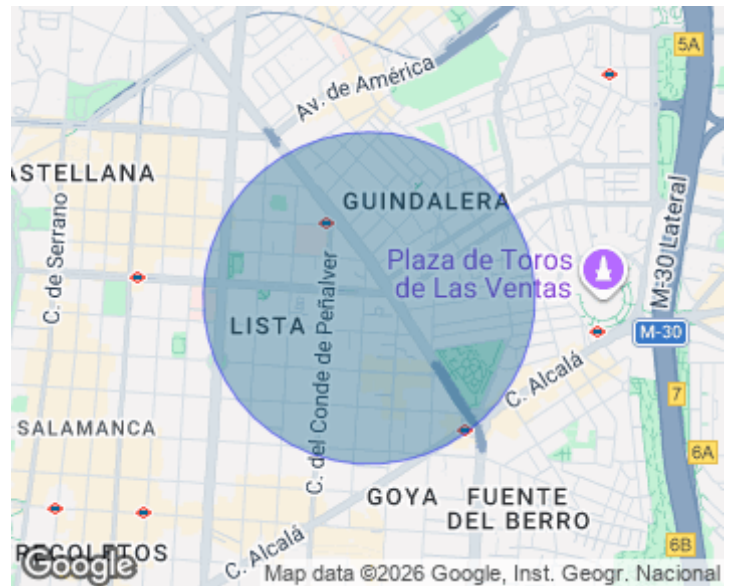 5A
Av. de América
ASTELLANA
GUINDALERA
C. de Serrano
C. del Conde de Peñalver
Plaza de Toros
de Las Ventas
M-30 Lateral
LISTA
M-30
C. Alcalá
7
SALAMANCA
6A
GOYA
FUENTE
DEL BERRO
6B
RECOLETOS
C. Alcalá
Google
Map data ©2026 Google, Inst. Geogr. Nacional